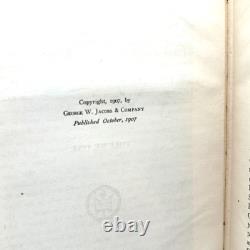 Copyright, 1907, by
George W. Jacobs & Company
Published October, 1907